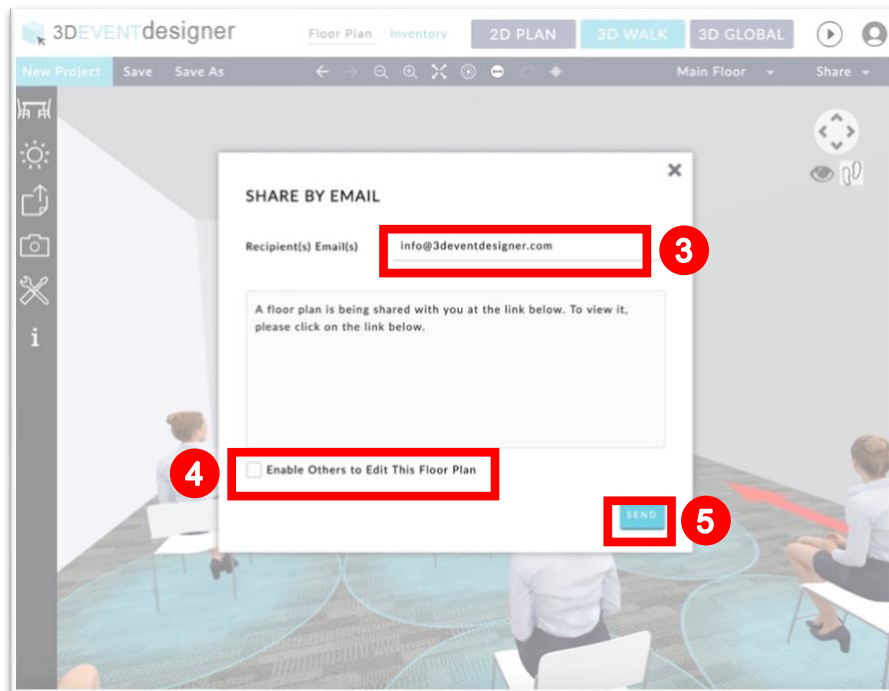 3DEVENTdesigner
Floor Plan Inventory 2D PLAN 3D WALK 3D GLOBAL
New Project Save Save As Main Floor Share
SHARE BY EMAIL
Recipient(s) Email(s) info@3deventdesigner.com 3
A floor plan is being shared with you at the link below. To view it,
please click on the link below.
4 Enable Others to Edit This Floor Plan
SEND 5